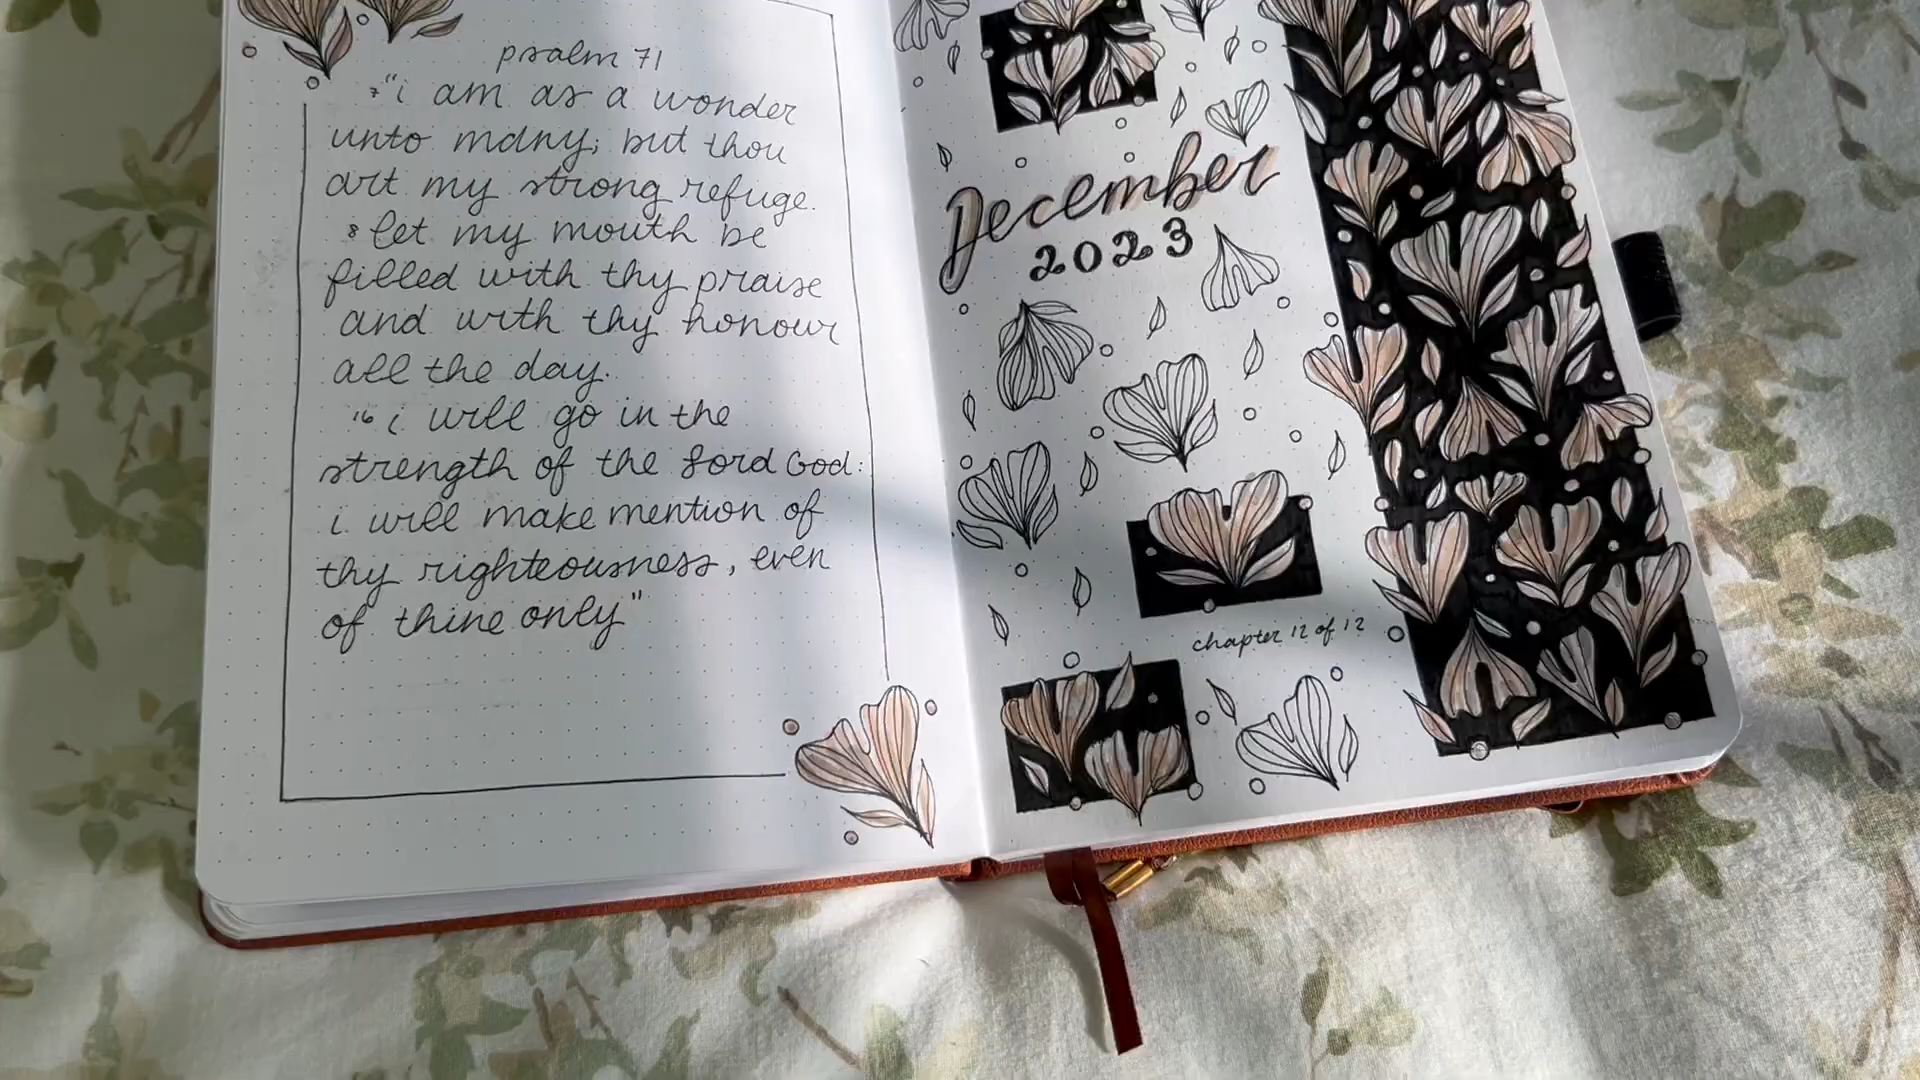 psalm 71
7 "i am as a wonder
unto many; but thou
art my strong refuge.
8 let my mouth be
filled with thy praise
and with thy honour
all the day.
16 i will go in the
strength of the Lord God:
i will make mention of
thy righteousness, even
of thine only"
December
2023
chapter 12 of 12